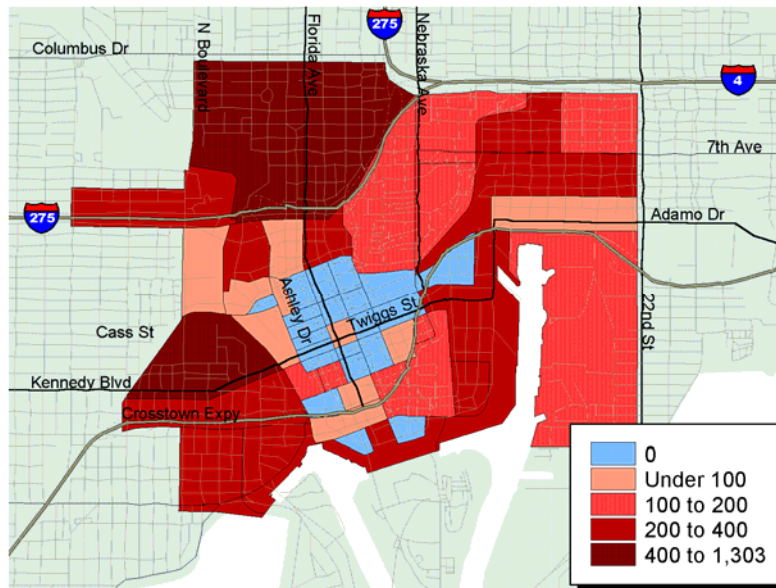 275
Columbus Dr
N Boulevard
Florida Ave
Nebraska Ave
4
7th Ave
275
Adamo Dr
Ashley Dr
Twiggs St
22nd St
Cass St
Kennedy Blvd
Crosstown Expy
0
Under 100
100 to 200
200 to 400
400 to 1,303